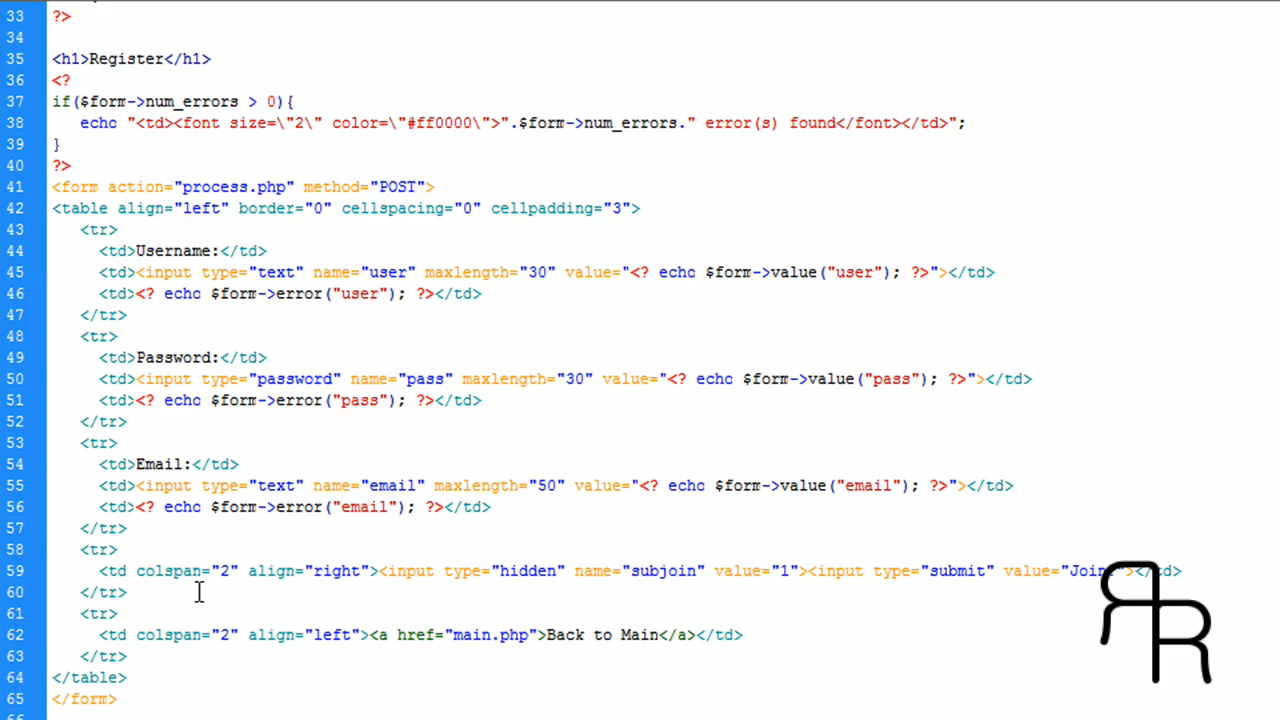 33 ?>
34
35 <h1>Register</h1>
36 <?
37 if($form->num_errors > 0){
38    echo "<td><font size=\"2\" color=\"#ff0000\">".$form->num_errors." error(s) found</font></td>";
39 }
40 ?>
41 <form action="process.php" method="POST">
42 <table align="left" border="0" cellspacing="0" cellpadding="3">
43    <tr>
44      <td>Username:</td>
45      <td><input type="text" name="user" maxlength="30" value="<? echo $form->value("user"); ?>"></td>
46      <td><? echo $form->error("user"); ?></td>
47    </tr>
48    <tr>
49      <td>Password:</td>
50      <td><input type="password" name="pass" maxlength="30" value="<? echo $form->value("pass"); ?>"></td>
51      <td><? echo $form->error("pass"); ?></td>
52    </tr>
53    <tr>
54      <td>Email:</td>
55      <td><input type="text" name="email" maxlength="50" value="<? echo $form->value("email"); ?>"></td>
56      <td><? echo $form->error("email"); ?></td>
57    </tr>
58    <tr>
59      <td colspan="2" align="right"><input type="hidden" name="subjoin" value="1"><input type="submit" value="Join!"></td>
60    </tr>
61    <tr>
62      <td colspan="2" align="left"><a href="main.php">Back to Main</a></td>
63    </tr>
64 </table>
65 </form>